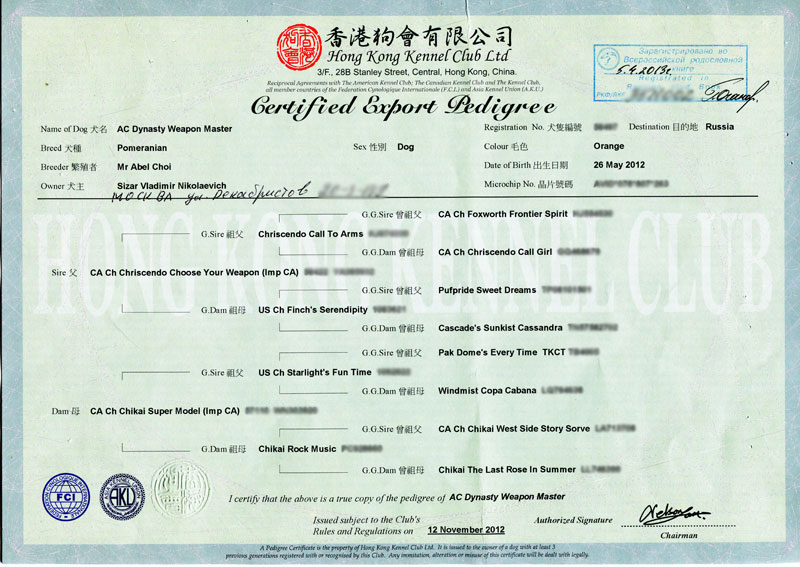 香港狗會有限公司
Hong Kong Kennel Club Ltd
3/F., 28B Stanley Street, Central, Hong Kong, China.
Reciprocal Agreements with The American Kennel Club; The Canadian Kennel Club and The Kennel Club,
all member countries of the Federation Cynologique Internationale (F.C.I.) and Asia Kennel Union (A.K.U.)
Certified Export Pedigree
Зарегистрировано во
Всероссийской родословной
книге
5.4.2013г.
Registered in
Name of Dog 犬名 AC Dynasty Weapon Master Registration No. 犬隻編號 Destination 目的地 Russia
Breed 犬種 Pomeranian Sex 性別 Dog Colour 毛色 Orange
Breeder 繁殖者 Mr Abel Choi Date of Birth 出生日期 26 May 2012
Owner 犬主 Sizar Vladimir Nikolaevich Microchip No. 晶片號碼
МОСКВА ул. Декабристов
HONG KONG KENNEL CLUB
G.G.Sire 曾祖父 CA Ch Foxworth Frontier Spirit
G.Sire 祖父 Chriscendo Call To Arms
G.G.Dam 曾祖母 CA Ch Chriscendo Call Girl
Sire 父 CA Ch Chriscendo Choose Your Weapon (Imp CA)
G.G.Sire 曾祖父 Pufpride Sweet Dreams
G.Dam 祖母 US Ch Finch's Serendipity
G.G.Dam 曾祖母 Cascade's Sunkist Cassandra
G.G.Sire 曾祖父 Pak Dome's Every Time TKCT
G.Sire 祖父 US Ch Starlight's Fun Time
G.G.Dam 曾祖母 Windmist Copa Cabana
Dam 母 CA Ch Chikai Super Model (Imp CA)
G.G.Sire 曾祖父 CA Ch Chikai West Side Story Sorve
G.Dam 祖母 Chikai Rock Music
G.G.Dam 曾祖母 Chikai The Last Rose In Summer
FCI
AKU
I certify that the above is a true copy of the pedigree of AC Dynasty Weapon Master
Issued subject to the Club's
Rules and Regulations on 12 November 2012
Authorized Signature
Chairman
A Pedigree Certificate is the property of Hong Kong Kennel Club Ltd. It is issued to the owner of a dog with at least 3
previous generations registered with or recognised by this Club. Any immitation, alteration or misuse of this certificate will be dealt with legally.